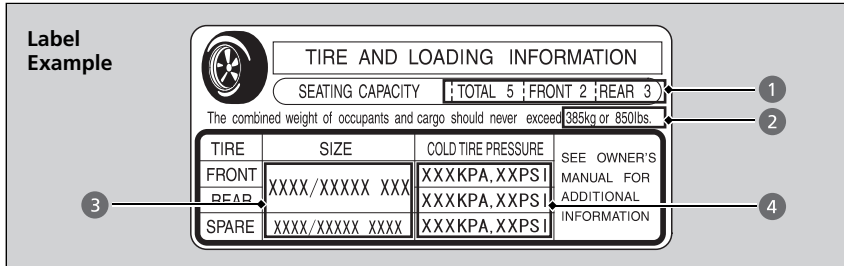 Label
Example
TIRE AND LOADING INFORMATION
SEATING CAPACITY TOTAL 5 FRONT 2 REAR 3
1
The combined weight of occupants and cargo should never exceed 385kg or 850lbs.
2
TIRE SIZE COLD TIRE PRESSURE SEE OWNER'S MANUAL FOR ADDITIONAL INFORMATION
FRONT XXXX/XXXXX XXX XXXKPA,XXPSI
REAR XXXKPA,XXPSI
SPARE XXXX/XXXXX XXXX XXXKPA,XXPSI
3
4